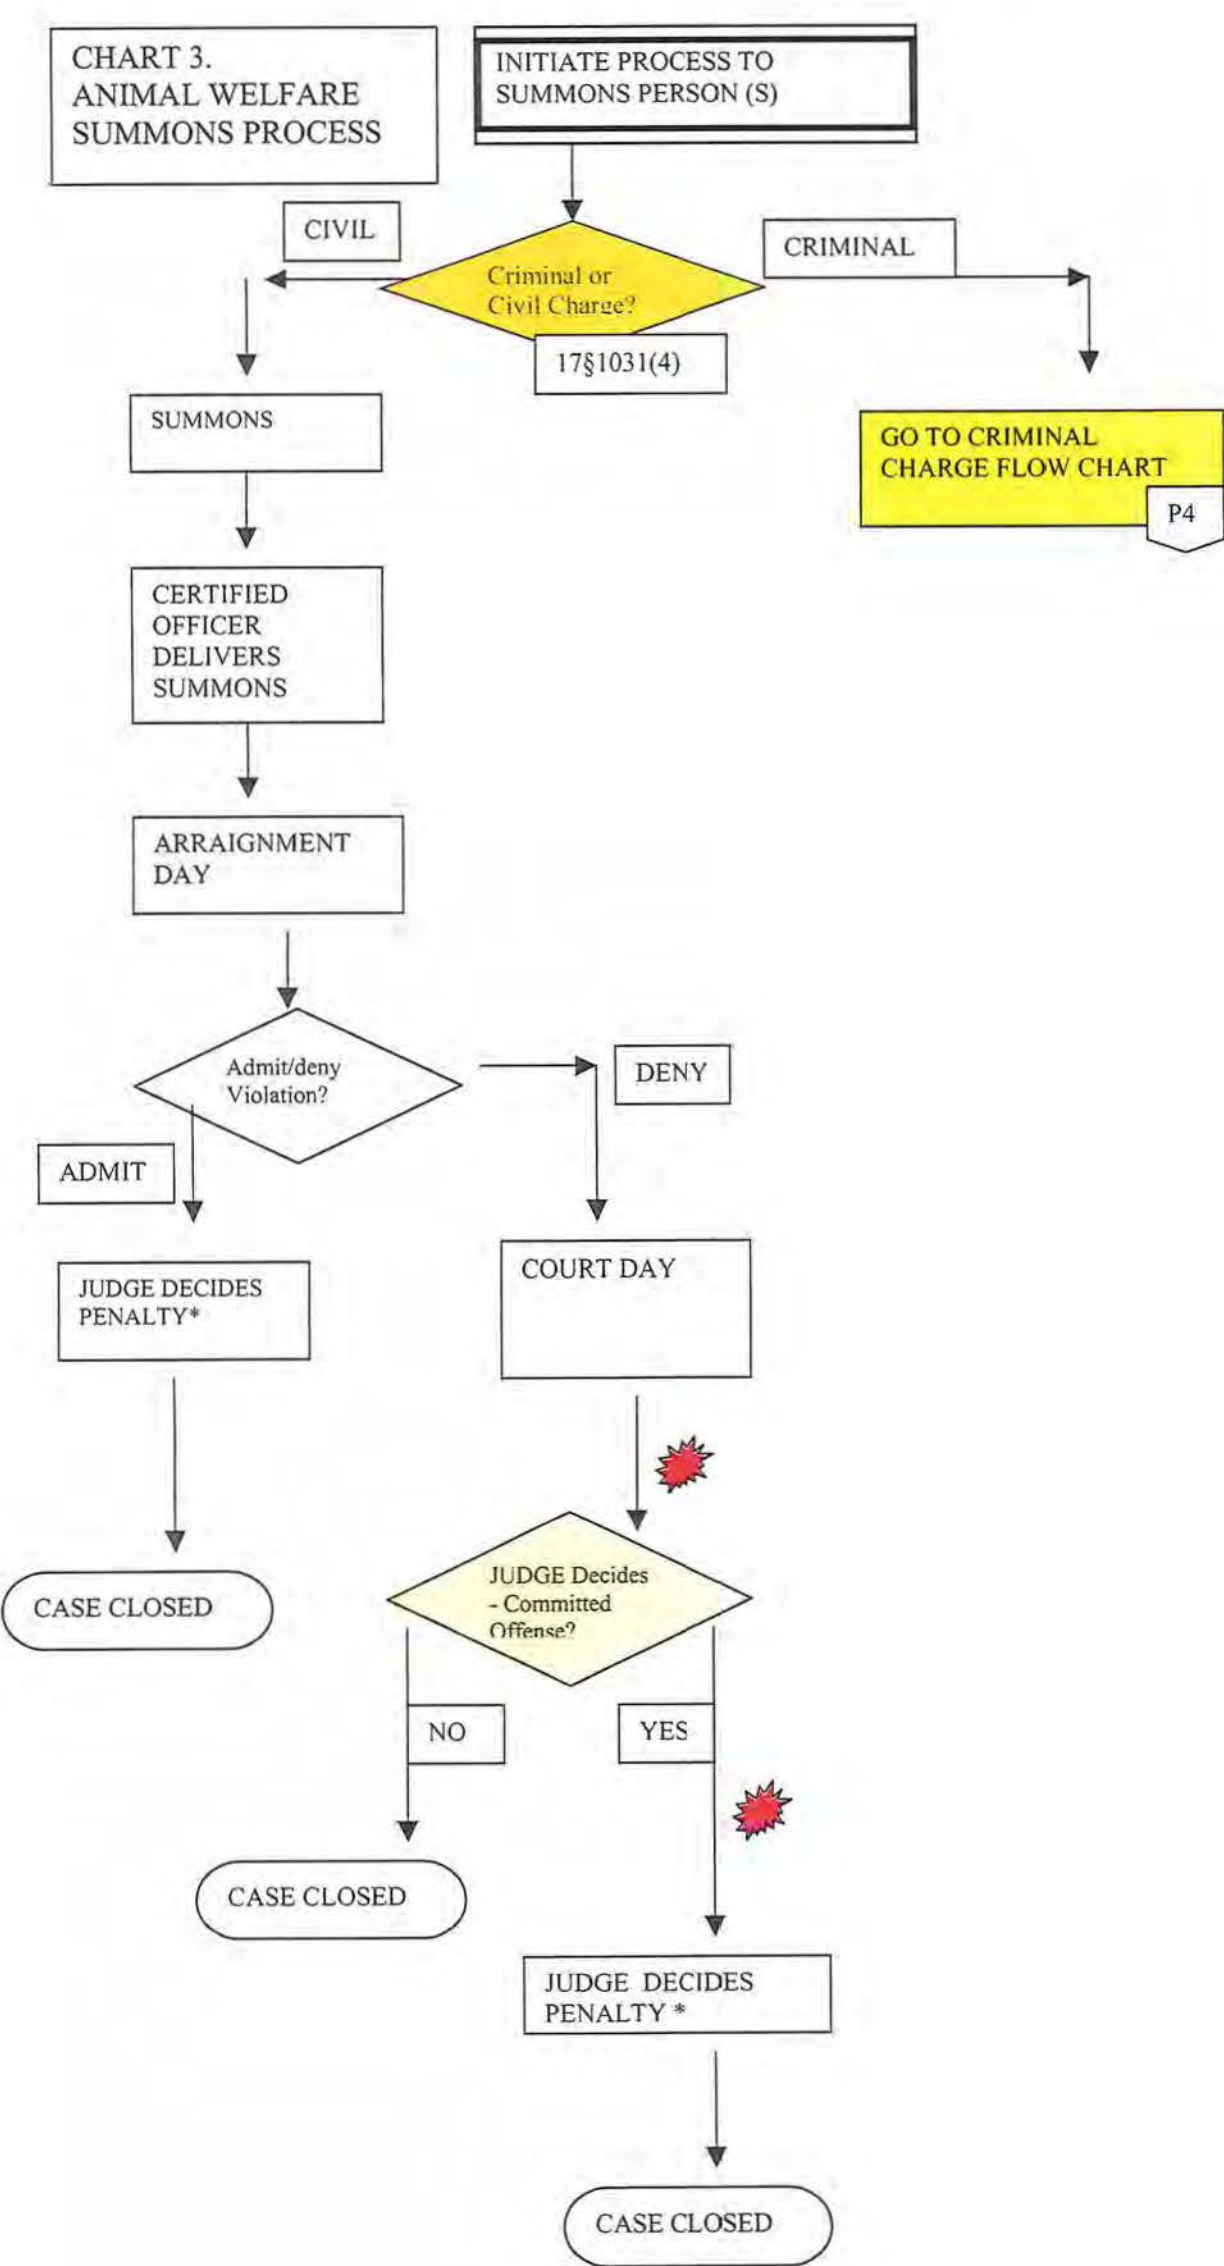 CHART 3.
ANIMAL WELFARE
SUMMONS PROCESS
INITIATE PROCESS TO
SUMMONS PERSON (S)
CIVIL
Criminal or
Civil Charge?
CRIMINAL
17§1031(4)
SUMMONS
GO TO CRIMINAL
CHARGE FLOW CHART
P4
CERTIFIED
OFFICER
DELIVERS
SUMMONS
ARRAIGNMENT
DAY
Admit/deny
Violation?
DENY
ADMIT
JUDGE DECIDES
PENALTY*
COURT DAY
CASE CLOSED
JUDGE Decides
- Committed
Offense?
NO
YES
CASE CLOSED
JUDGE DECIDES
PENALTY *
CASE CLOSED